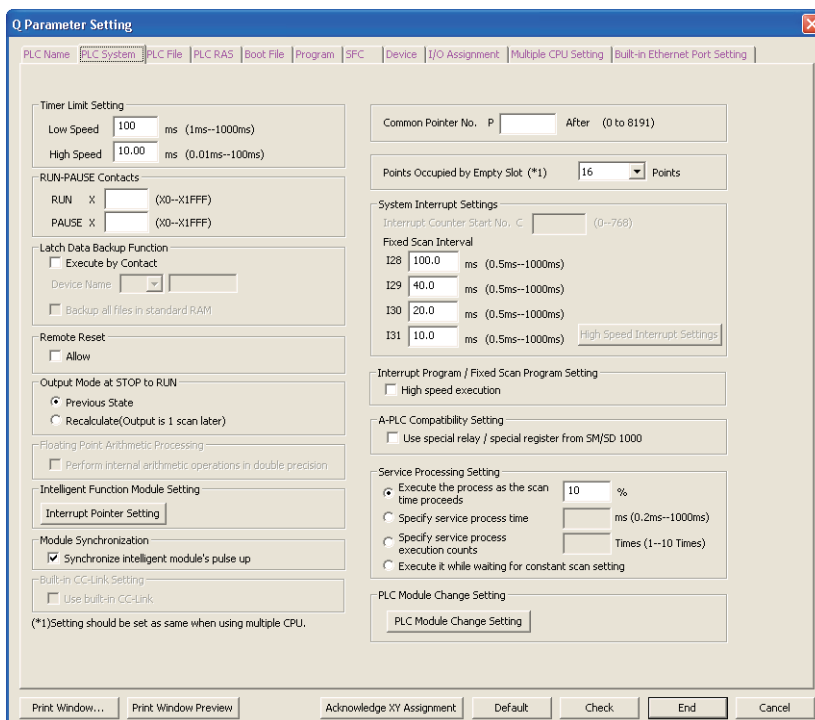 Q Parameter Setting
PLC Name PLC System PLC File PLC RAS Boot File Program SFC Device I/O Assignment Multiple CPU Setting Built-in Ethernet Port Setting
Timer Limit Setting
Low Speed 100 ms (1ms--1000ms)
High Speed 10.00 ms (0.01ms--100ms)
RUN-PAUSE Contacts
RUN X (X0--X1FFF)
PAUSE X (X0--X1FFF)
Latch Data Backup Function
Execute by Contact
Device Name
Backup all files in standard RAM
Remote Reset
Allow
Output Mode at STOP to RUN
Previous State
Recalculate(Output is 1 scan later)
Floating Point Arithmetic Processing
Perform internal arithmetic operations in double precision
Intelligent Function Module Setting
Interrupt Pointer Setting
Module Synchronization
Synchronize intelligent module's pulse up
Built-in CC-Link Setting
Use built-in CC-Link
(*1)Setting should be set as same when using multiple CPU.
Common Pointer No. P After (0 to 8191)
Points Occupied by Empty Slot (*1) 16 Points
System Interrupt Settings
Interrupt Counter Start No. C (0--768)
Fixed Scan Interval
I28 100.0 ms (0.5ms--1000ms)
I29 40.0 ms (0.5ms--1000ms)
I30 20.0 ms (0.5ms--1000ms)
I31 10.0 ms (0.5ms--1000ms) High Speed Interrupt Settings
Interrupt Program / Fixed Scan Program Setting
High speed execution
A-PLC Compatibility Setting
Use special relay / special register from SM/SD 1000
Service Processing Setting
Execute the process as the scan time proceeds 10 %
Specify service process time ms (0.2ms--1000ms)
Specify service process execution counts Times (1--10 Times)
Execute it while waiting for constant scan setting
PLC Module Change Setting
PLC Module Change Setting
Print Window... Print Window Preview Acknowledge XY Assignment Default Check End Cancel